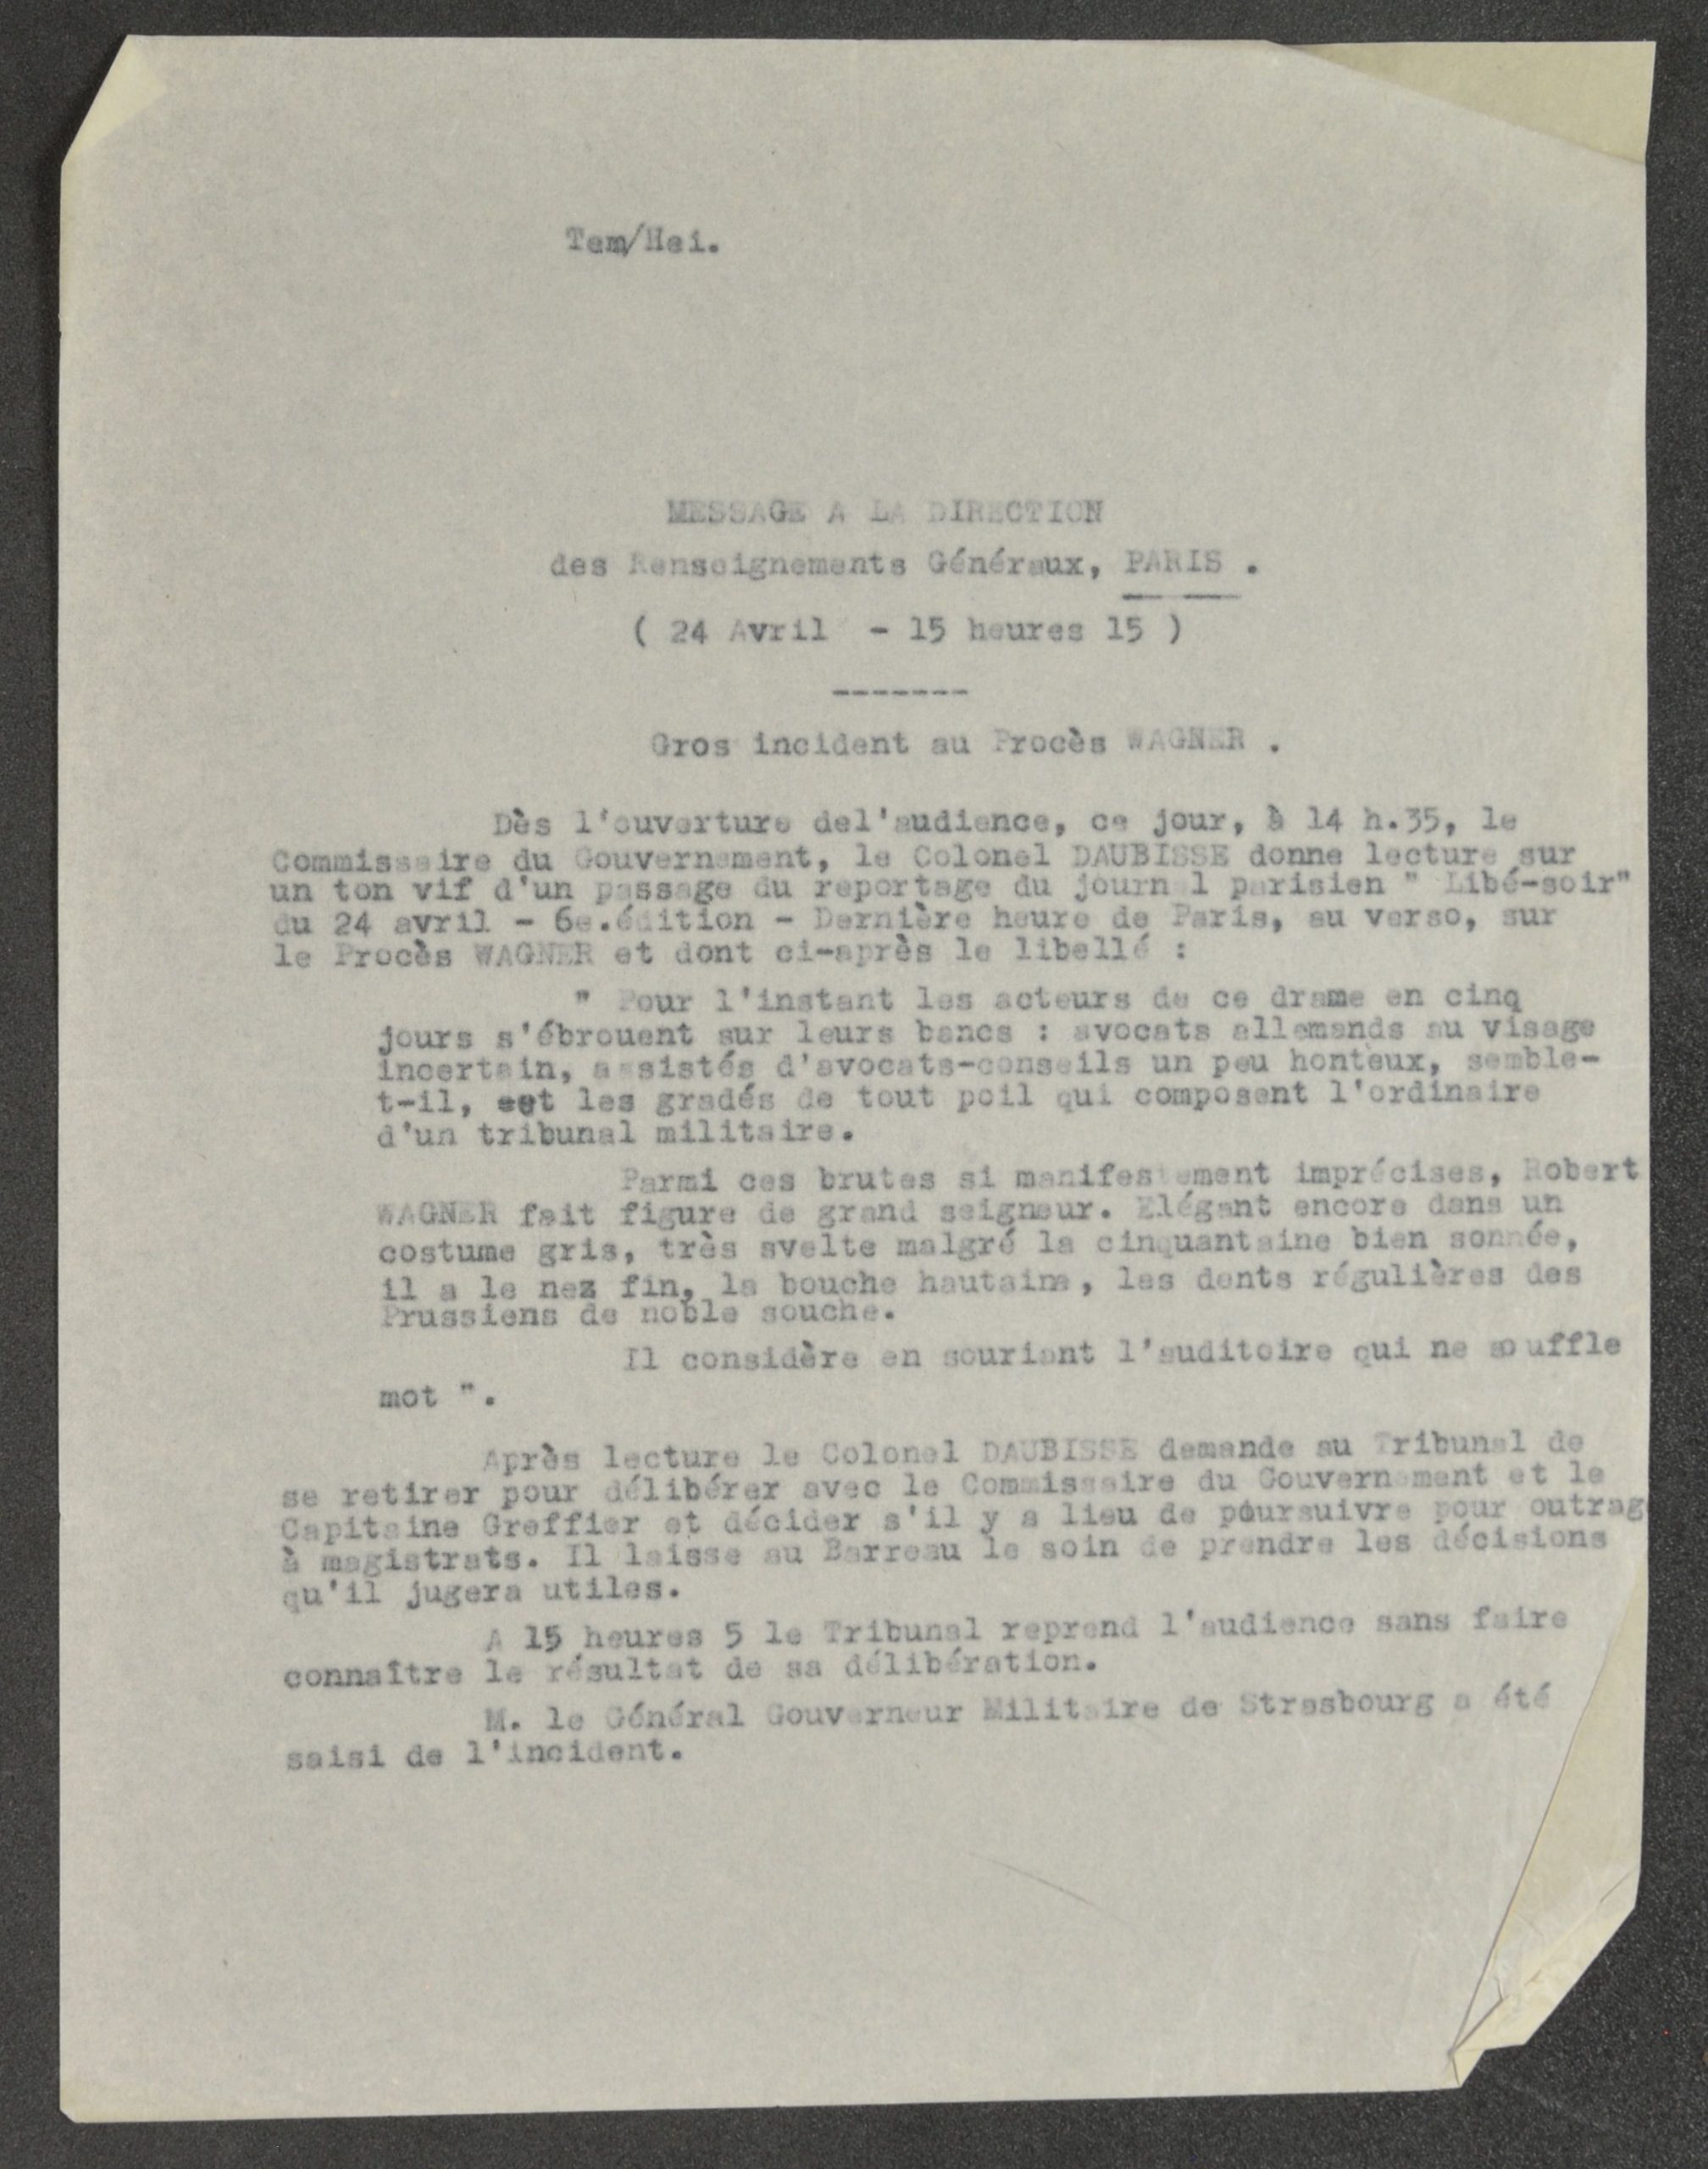 Tem/Hei.
MESSAGE A LA DIRECTION
des Renseignements Généraux, PARIS .
( 24 Avril - 15 heures 15 )
-------
Gros incident au Procès WAGNER .
Dès l'ouverture del'audience, ce jour, à 14 h.35, le
Commissaire du Gouvernement, le Colonel DAUBISSE donne lecture sur
un ton vif d'un passage du reportage du journal parisien " Libé-soir"
du 24 avril - 6e.édition - Dernière heure de Paris, au verso, sur
le Procès WAGNER et dont ci-après le libellé :
" Pour l'instant les acteurs de ce drame en cinq
jours s'ébrouent sur leurs bancs : avocats allemands au visage
incertain, assistés d'avocats-conseils un peu honteux, semble-
t-il, et les gradés de tout poil qui composent l'ordinaire
d'un tribunal militaire.
Parmi ces brutes si manifestement imprécises, Robert
WAGNER fait figure de grand seigneur. Elégant encore dans un
costume gris, très svelte malgré la cinquantaine bien sonnée,
il a le nez fin, la bouche hautaine, les dents régulières des
Prussiens de noble souche.
Il considère en souriant l'auditoire qui ne souffle
mot ".
Après lecture le Colonel DAUBISSE demande au Tribunal de
se retirer pour délibérer avec le Commissaire du Gouvernement et le
Capitaine Greffier et décider s'il y a lieu de poursuivre pour outrag
à magistrats. Il laisse au Barreau le soin de prendre les décisions
qu'il jugera utiles.
A 15 heures 5 le Tribunal reprend l'audience sans faire
connaître le résultat de sa délibération.
M. le Général Gouverneur Militaire de Strasbourg a été
saisi de l'incident.